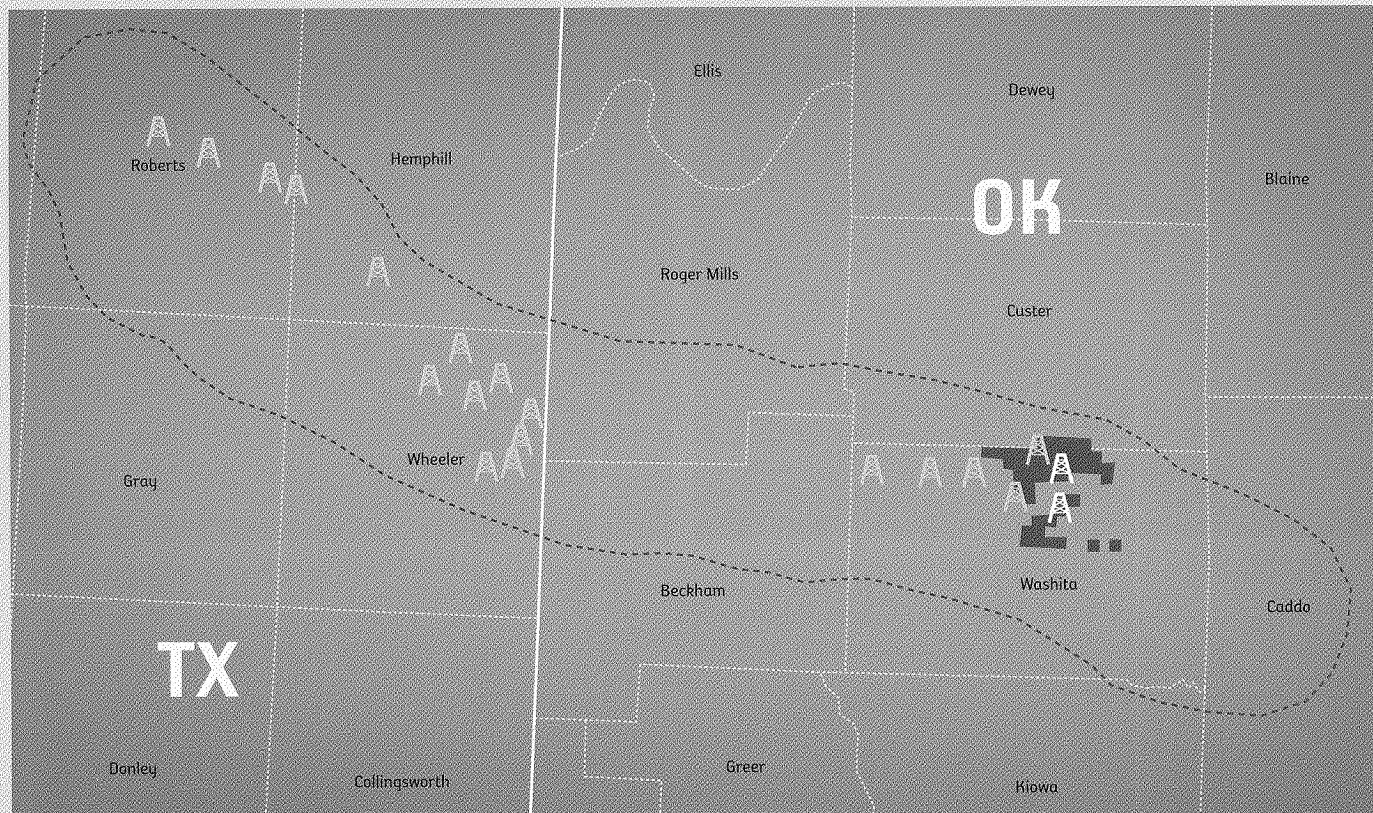 Ellis
Dewey
Roberts
Hemphill
Blaine
OK
Roger Mills
Custer
Wheeler
Gray
Beckham
Washita
Caddo
TX
Donley
Collingsworth
Greer
Kiowa